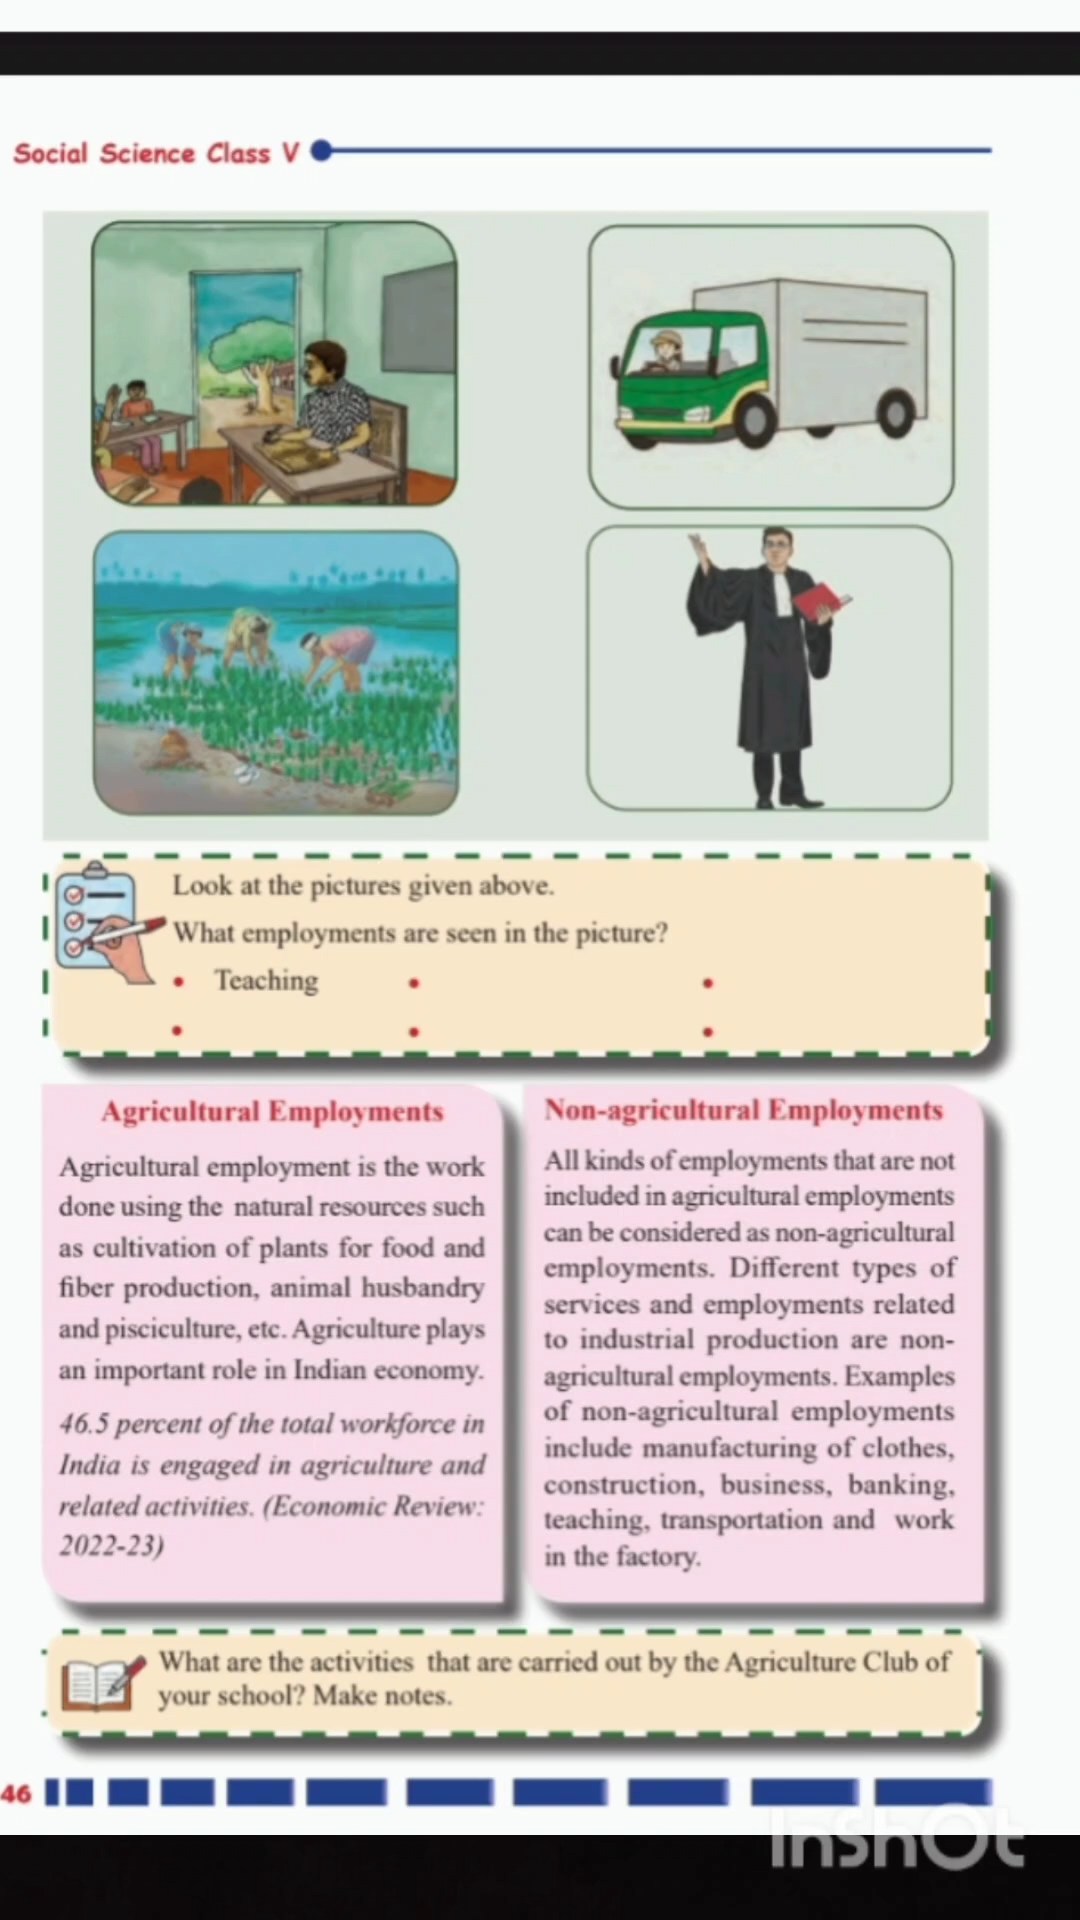 Social Science Class V
Look at the pictures given above.
What employments are seen in the picture?
• Teaching • •
• • •
Agricultural Employments
Agricultural employment is the work
done using the natural resources such
as cultivation of plants for food and
fiber production, animal husbandry
and pisciculture, etc. Agriculture plays
an important role in Indian economy.
46.5 percent of the total workforce in
India is engaged in agriculture and
related activities. (Economic Review:
2022-23)
Non-agricultural Employments
All kinds of employments that are not
included in agricultural employments
can be considered as non-agricultural
employments. Different types of
services and employments related
to industrial production are non-
agricultural employments. Examples
of non-agricultural employments
include manufacturing of clothes,
construction, business, banking,
teaching, transportation and work
in the factory.
What are the activities that are carried out by the Agriculture Club of
your school? Make notes.
46
InShOt